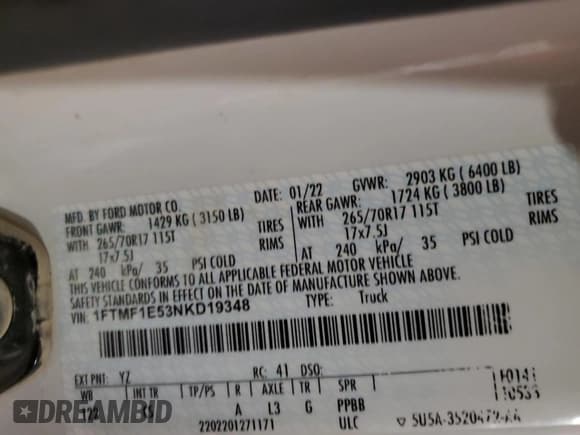 MFD. BY FORD MOTOR CO.
DATE: 01/22 GVWR: 2903 KG ( 6400 LB)
FRONT GAWR: 1429 KG ( 3150 LB)
REAR GAWR: 1724 KG ( 3800 LB)
WITH 265/70R17 115T TIRES
WITH 265/70R17 115T TIRES
17x7.5J RIMS
17x7.5J RIMS
AT 240 kPa/ 35 PSI COLD
AT 240 kPa/ 35 PSI COLD
THIS VEHICLE CONFORMS TO ALL APPLICABLE FEDERAL MOTOR VEHICLE
SAFETY STANDARDS IN EFFECT ON THE DATE OF MANUFACTURE SHOWN ABOVE.
VIN: 1FTMF1E53NKD19348
TYPE: Truck
EXT PNT: YZ RC: 41 DSO:
WB INT TR TP/PS R AXLE TR SPR
122 A L3 G PPBB
2202201271171 ULC
DREAMBID